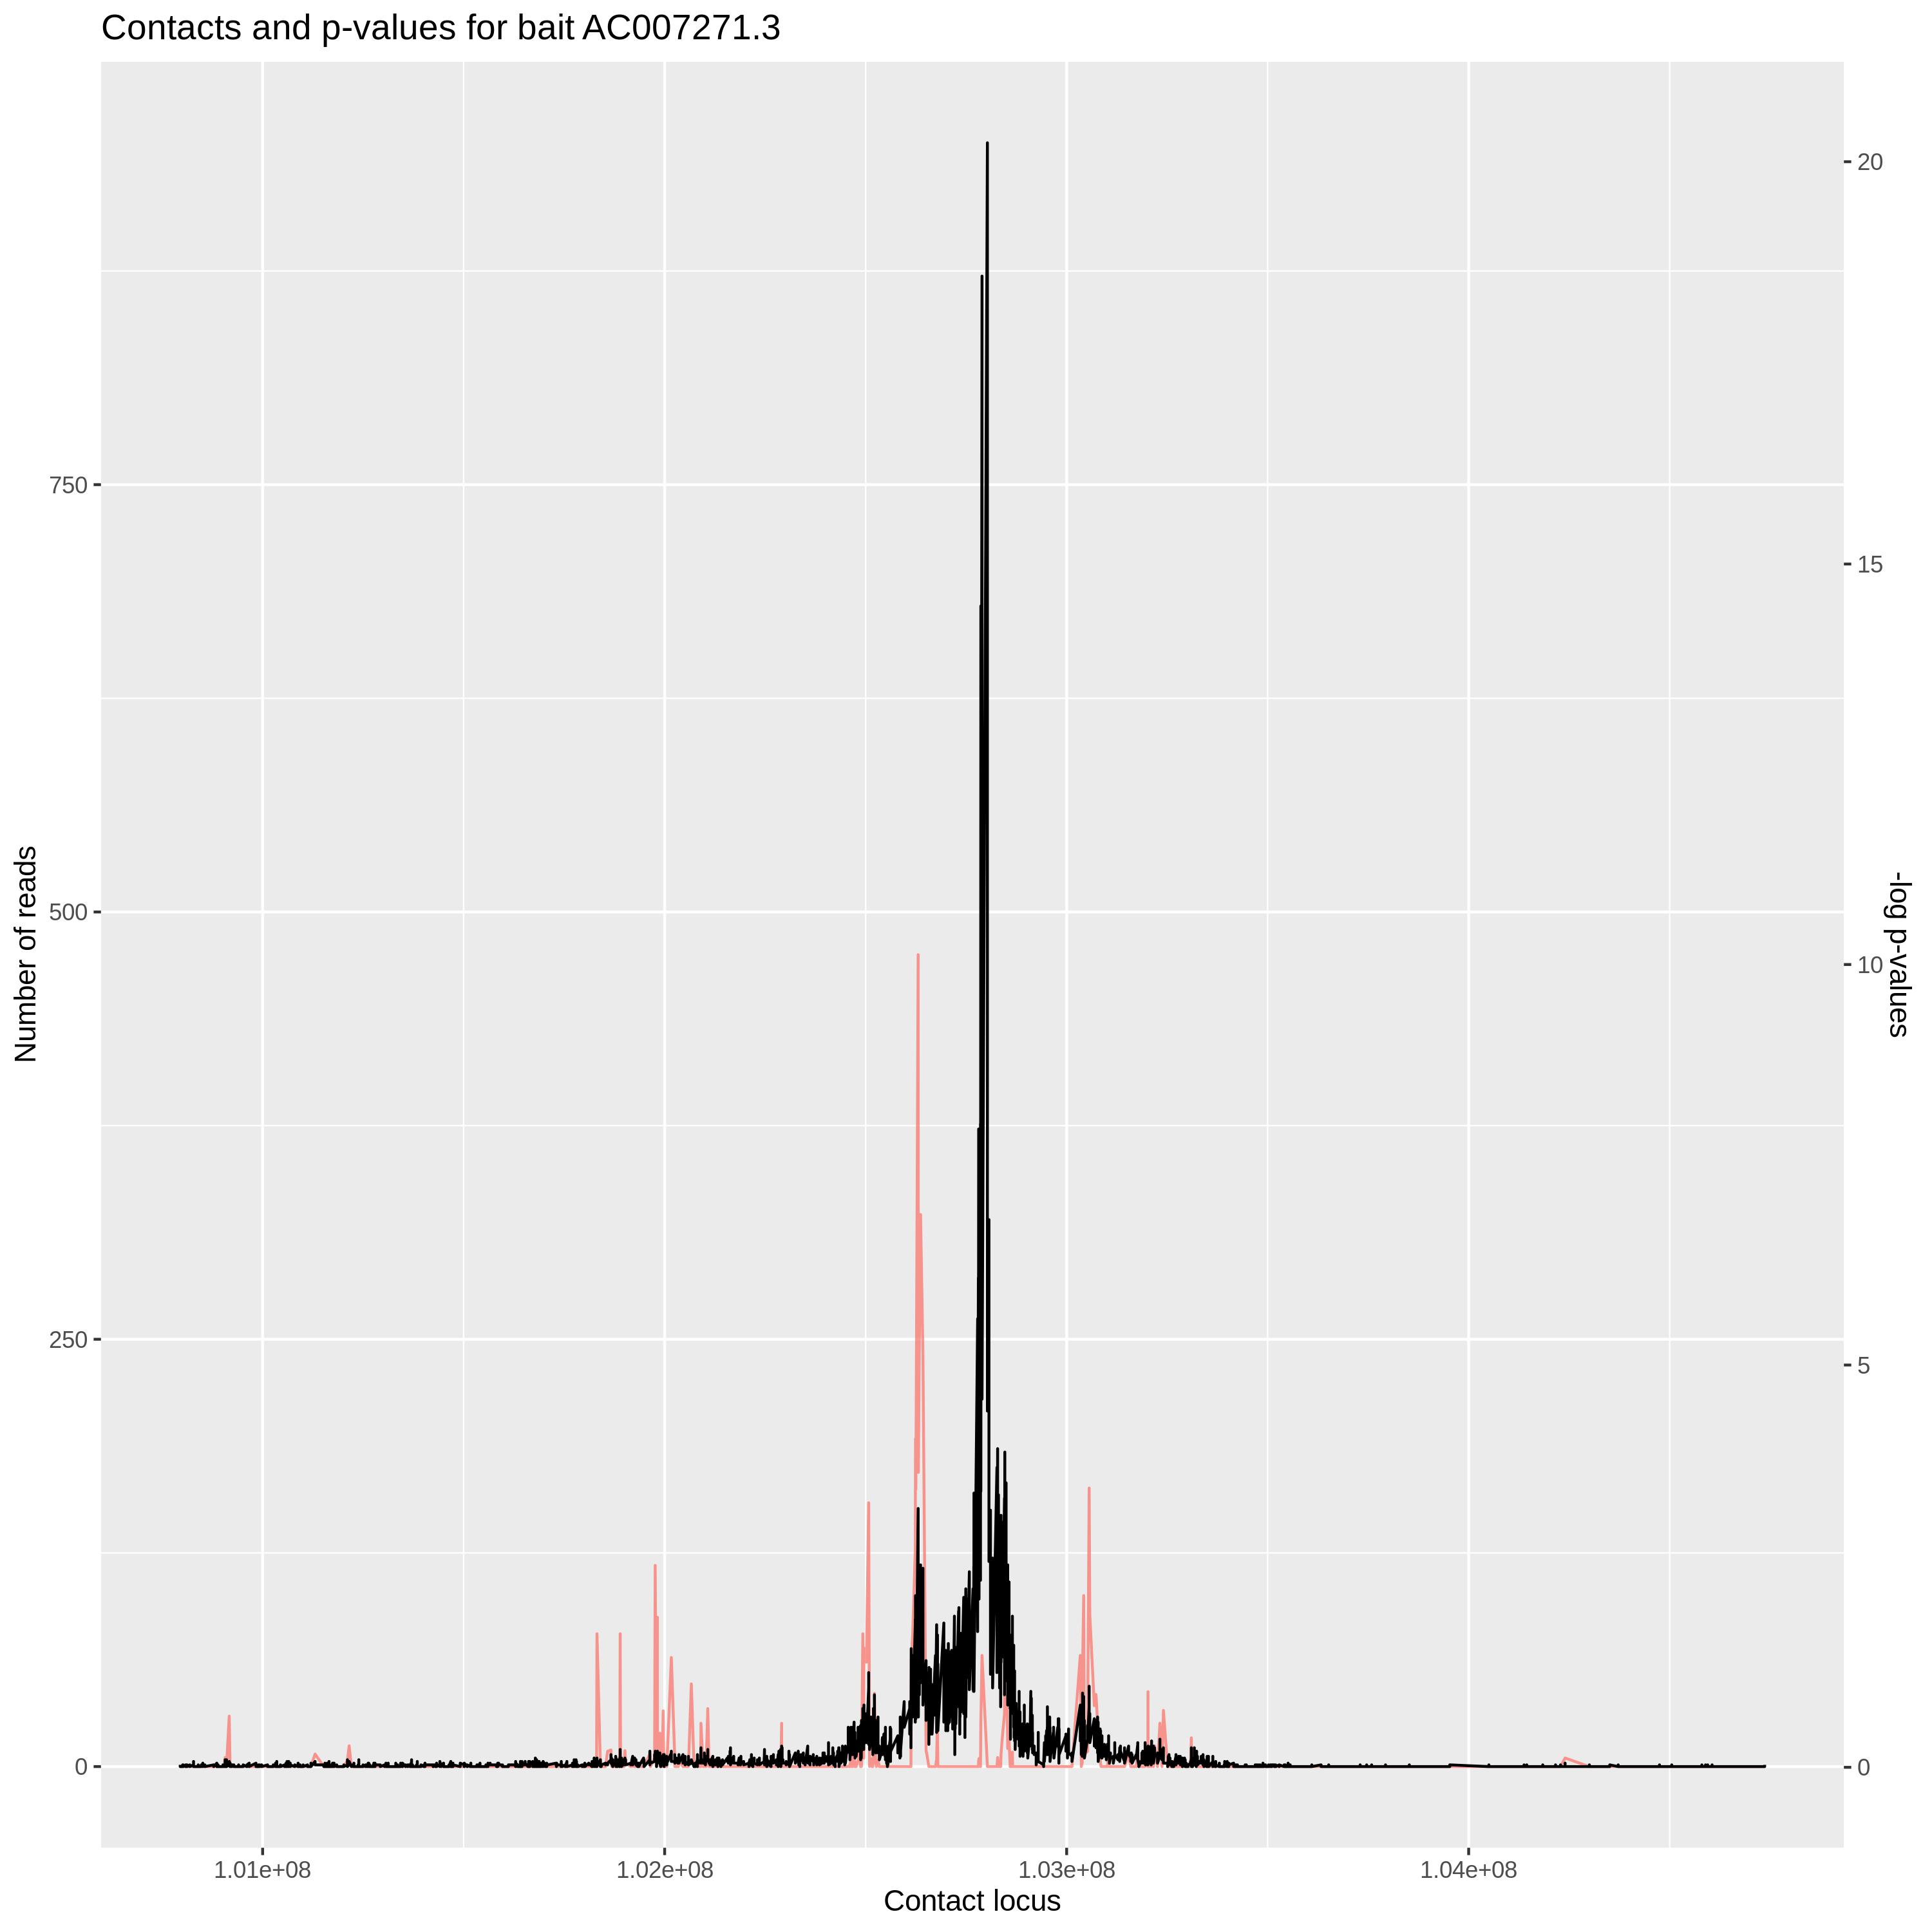 Contacts and p-values for bait AC007271.3
Number of reads
750
500
250
0
20
15
10
5
0
-log p-values
1.01e+08
1.02e+08
1.03e+08
1.04e+08
Contact locus